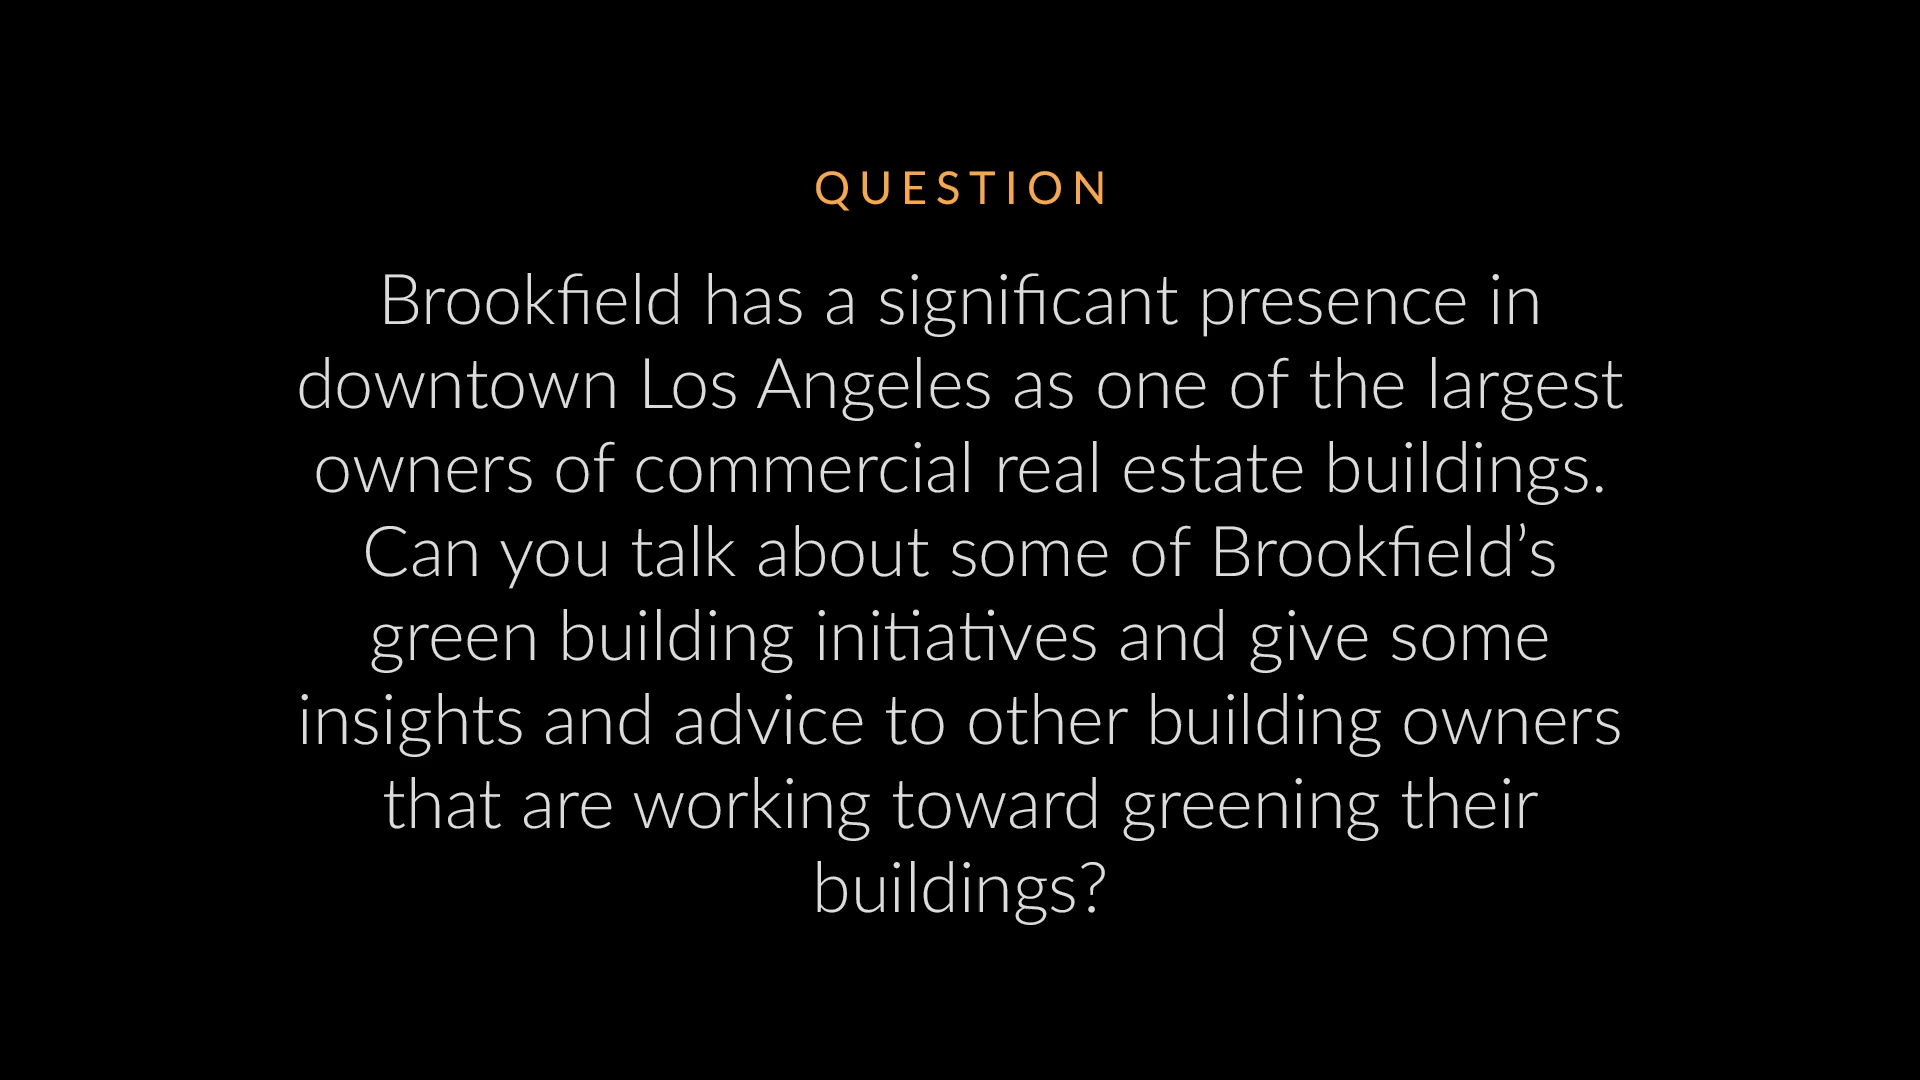 QUESTION
Brookfield has a significant presence in
downtown Los Angeles as one of the largest
owners of commercial real estate buildings.
Can you talk about some of Brookfield’s
green building initiatives and give some
insights and advice to other building owners
that are working toward greening their
buildings?